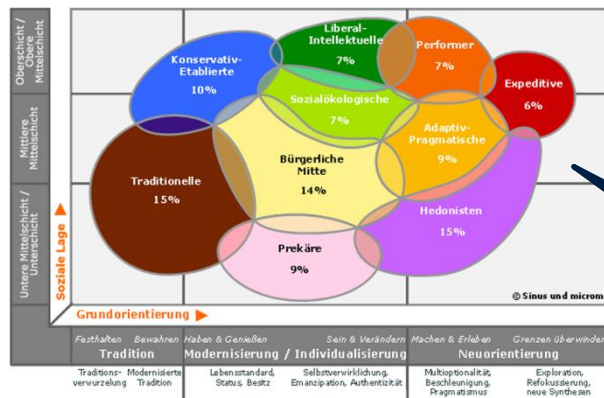 Oberschicht /
Obere
Mittelschicht
Mittlere
Mittelschicht
Untere Mittelschicht /
Unterschicht
Soziale Lage
Konservativ-
Etablierte
10%
Liberal-
Intellektuelle
7%
Performer
7%
Expeditive
6%
Sozialökologische
7%
Adaptiv-
Pragmatische
9%
Traditionelle
15%
Bürgerliche
Mitte
14%
Hedonisten
15%
Prekäre
9%
© Sinus und microm
Grundorientierung
Festhalten Bewahren
Haben & Genießen Sein & Verändern
Machen & Erleben Grenzen überwinden
Tradition
Modernisierung / Individualisierung
Neuorientierung
Traditions-
verwurzelung
Modernisierte
Tradition
Lebensstandard,
Status, Besitz
Selbstverwirklichung,
Emanzipation, Authentizität
Multioptionalität,
Beschleunigung,
Pragmatismus
Exploration,
Refokussierung,
neue Synthesen